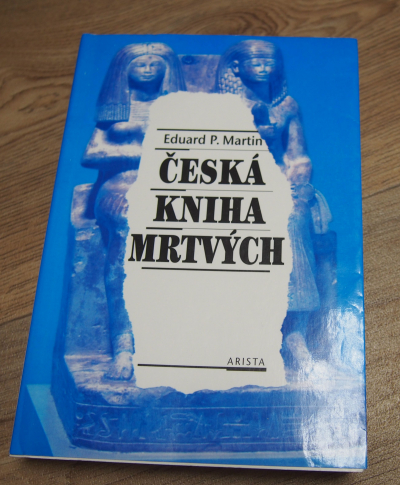 Eduard P. Martin
ČESKÁ
KNIHA
MRTVÝCH
ARISTA